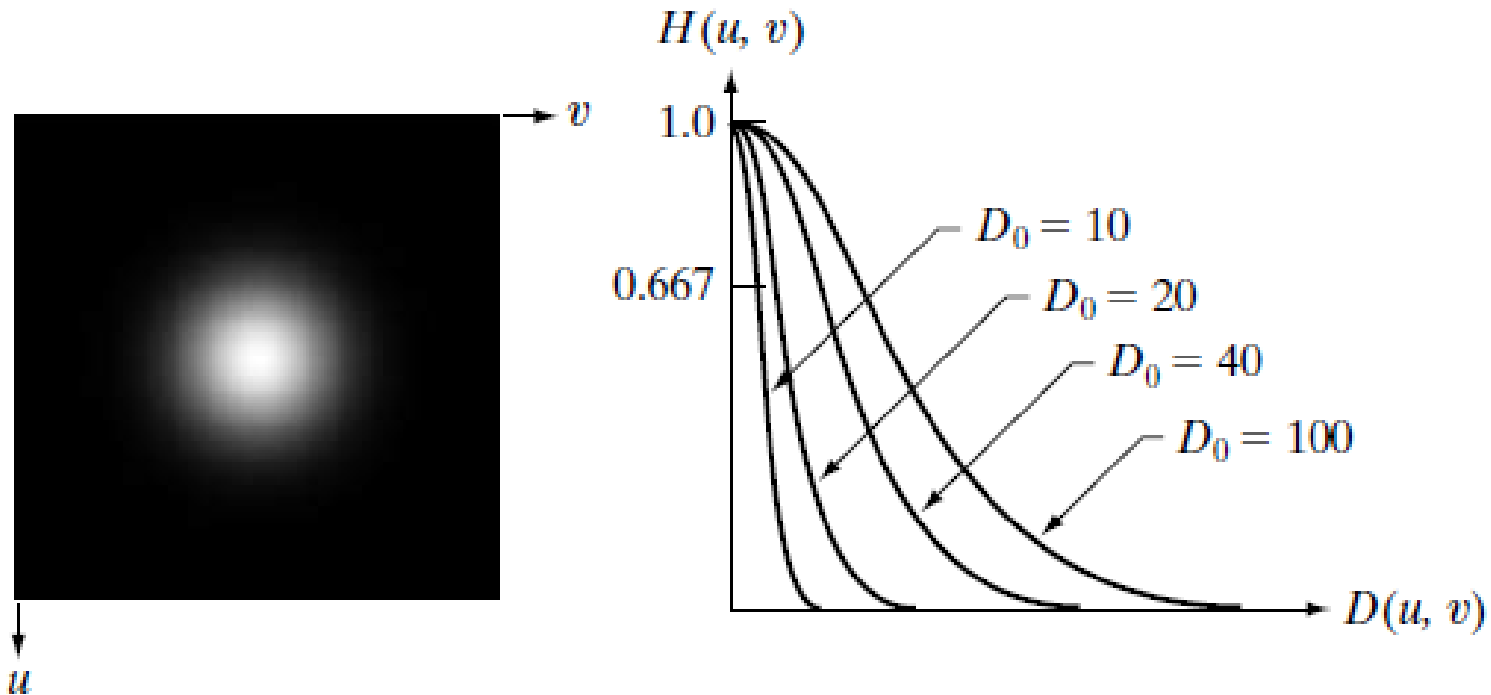 H(u, v)
v
1.0
D₀ = 10
0.667
D₀ = 20
D₀ = 40
D₀ = 100
D(u, v)
u